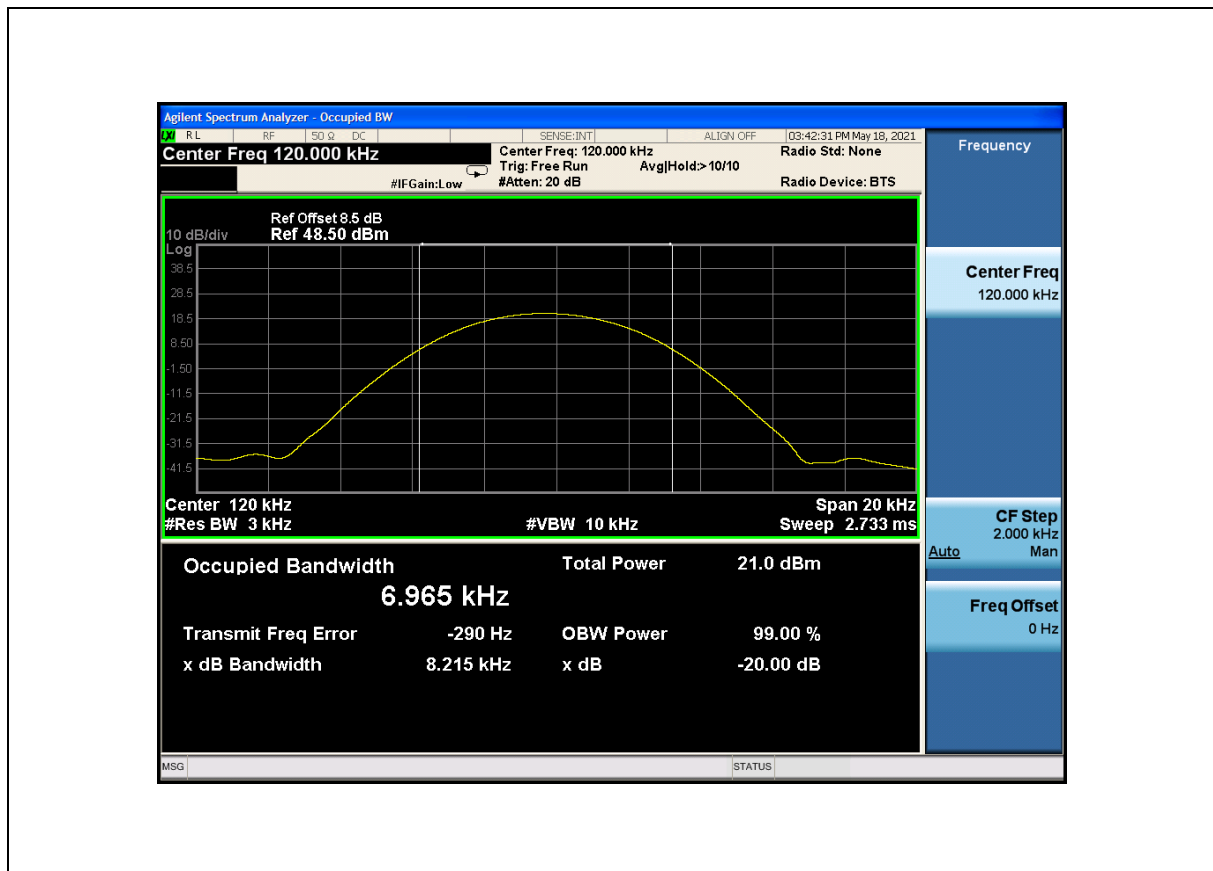 Agilent Spectrum Analyzer - Occupied BW
LXI RL RF 50 Ω DC SENSE:INT ALIGN OFF 03:42:31 PM May 18, 2021
Center Freq 120.000 kHz
Center Freq: 120.000 kHz Radio Std: None
Trig: Free Run Avg|Hold:>10/10
#IFGain:Low #Atten: 20 dB Radio Device: BTS
Ref Offset 8.5 dB
10 dB/div Ref 48.50 dBm
Log
38.5
28.5
18.5
8.50
-1.50
-11.5
-21.5
-31.5
-41.5
Center 120 kHz Span 20 kHz
#Res BW 3 kHz #VBW 10 kHz Sweep 2.733 ms
Occupied Bandwidth Total Power 21.0 dBm
6.965 kHz
Transmit Freq Error -290 Hz OBW Power 99.00 %
x dB Bandwidth 8.215 kHz x dB -20.00 dB
MSG STATUS
Frequency
Center Freq
120.000 kHz
CF Step
2.000 kHz
Auto Man
Freq Offset
0 Hz